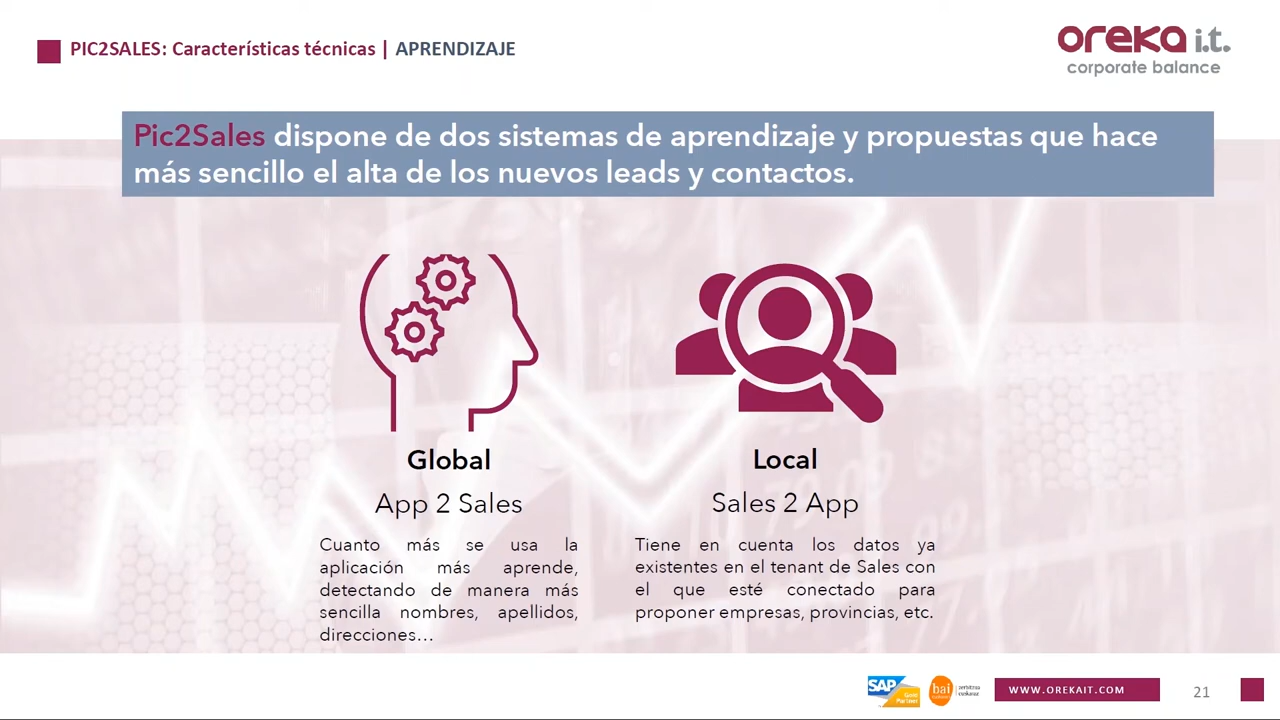 PIC2SALES: Características técnicas | APRENDIZAJE
oreka i.t.
corporate balance
Pic2Sales dispone de dos sistemas de aprendizaje y propuestas que hace
más sencillo el alta de los nuevos leads y contactos.
Global
App 2 Sales
Cuanto más se usa la
aplicación más aprende,
detectando de manera más
sencilla nombres, apellidos,
direcciones…
Local
Sales 2 App
Tiene en cuenta los datos ya
existentes en el tenant de Sales con
el que esté conectado para
proponer empresas, provincias, etc.
SAP
Gold
Partner
bai
WWW.OREKAIT.COM
21